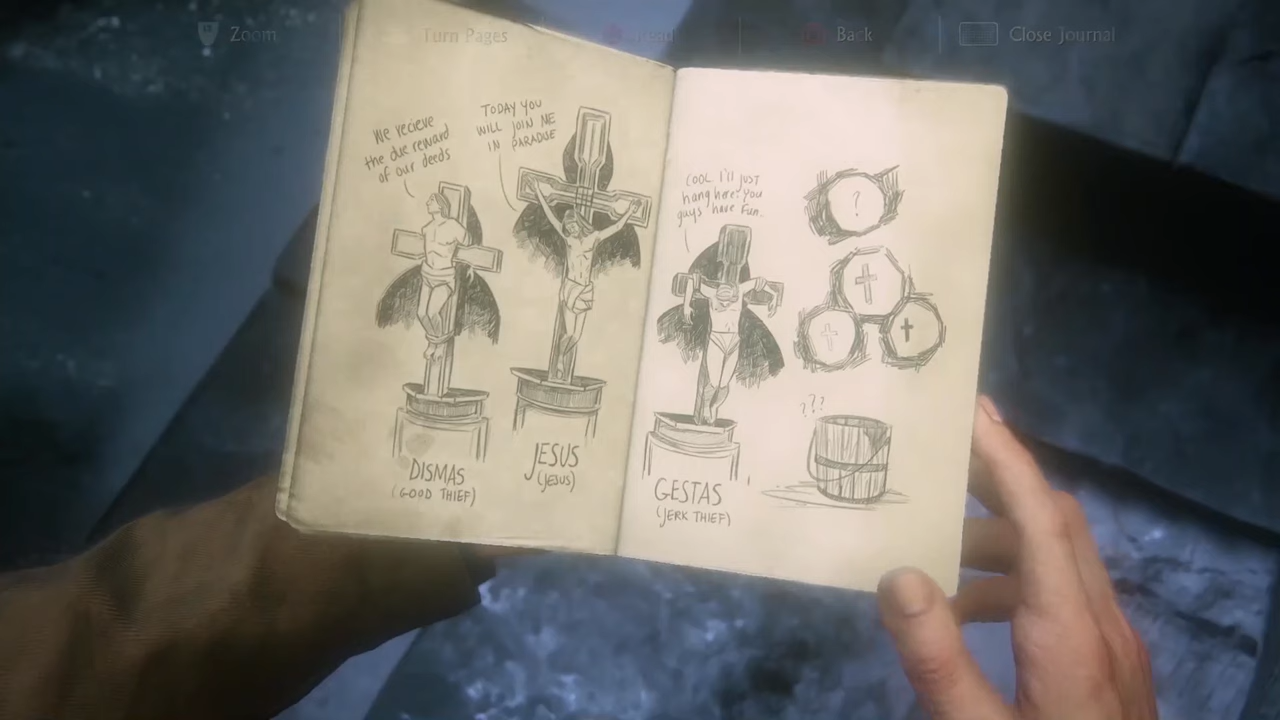 Zoom
Turn Pages
Read
Back
Close Journal
We recieve
the due reward
of our deeds
TODAY YOU
WILL JOIN ME
IN PARADISE
DISMAS
(GOOD THIEF)
JESUS
(JESUS)
COOL I'll JUST
hang here. You
guys have fun.
GESTAS
(JERK THIEF)
?
???